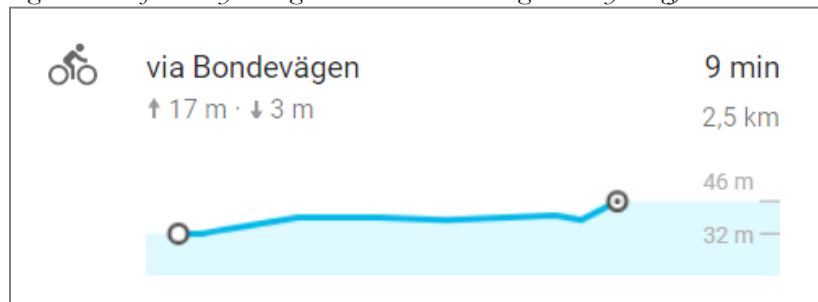 via Bondevägen
9 min
↑ 17 m · ↓ 3 m
2,5 km
46 m
32 m